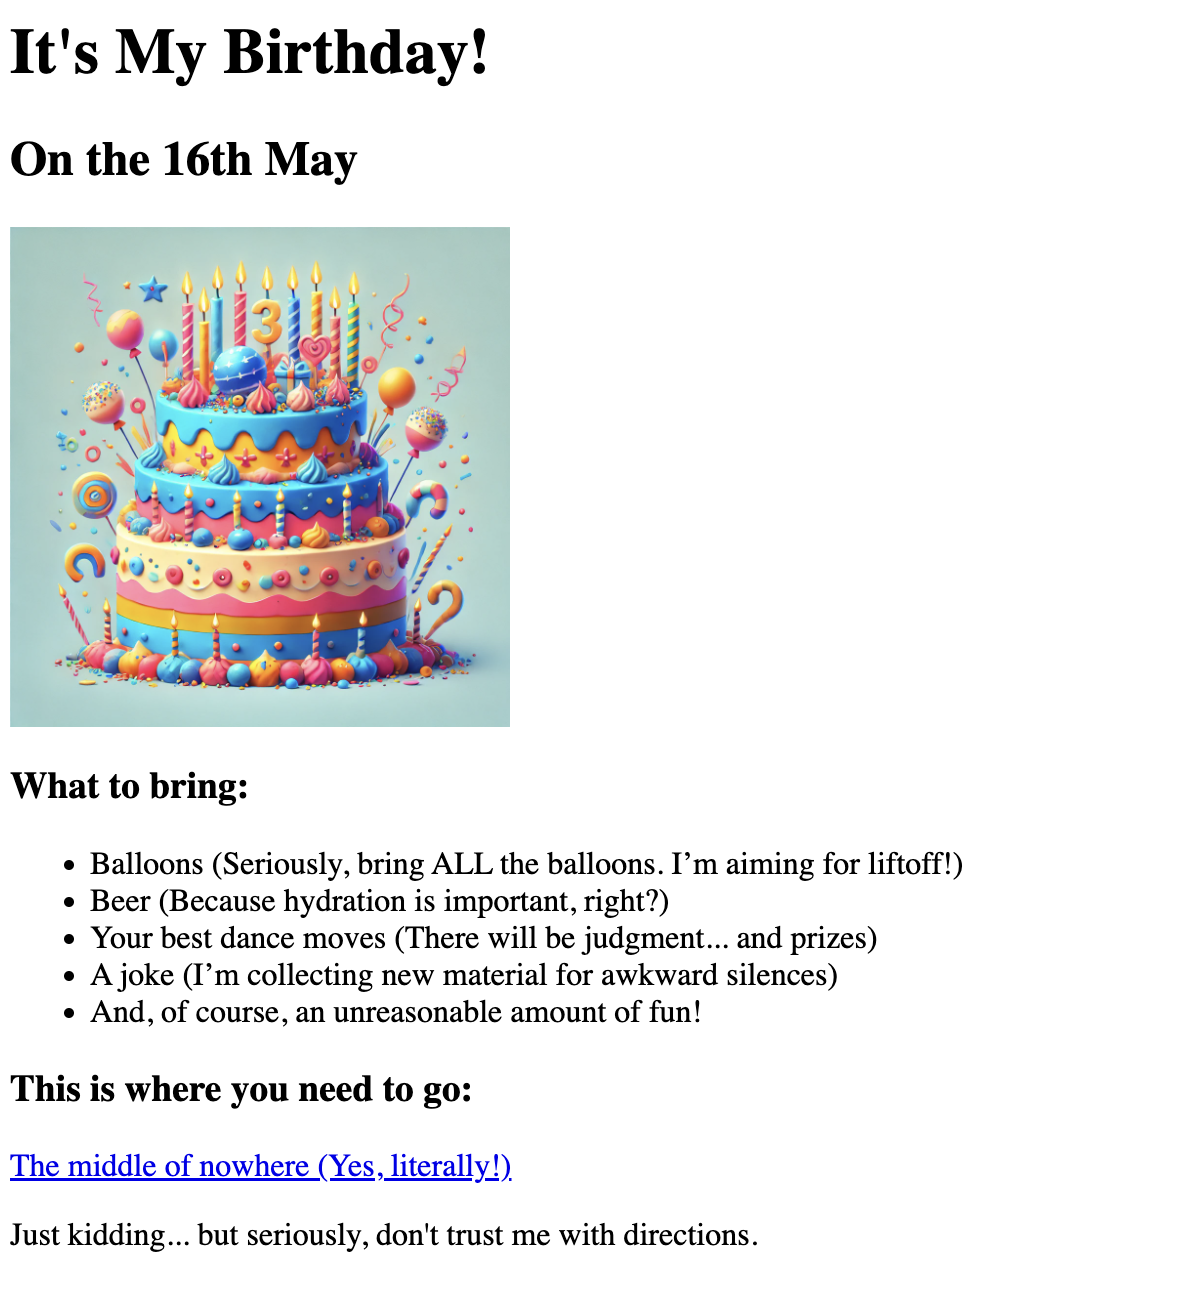 It's My Birthday!
On the 16th May
3
What to bring:
Balloons (Seriously, bring ALL the balloons. I’m aiming for liftoff!)
Beer (Because hydration is important, right?)
Your best dance moves (There will be judgment... and prizes)
A joke (I’m collecting new material for awkward silences)
And, of course, an unreasonable amount of fun!
This is where you need to go:
The middle of nowhere (Yes, literally!)
Just kidding... but seriously, don't trust me with directions.